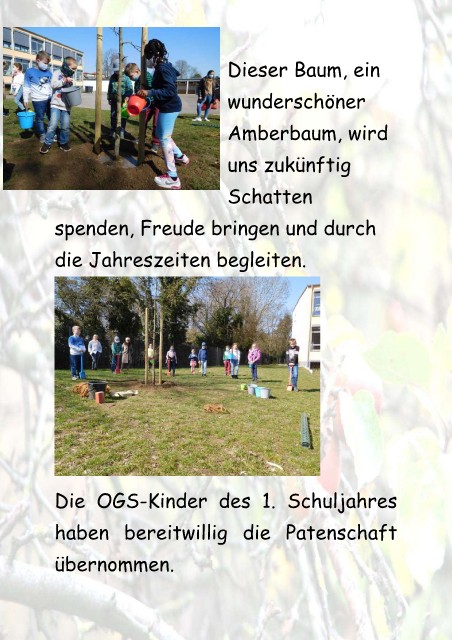 Dieser Baum, ein
wunderschöner
Amberbaum, wird
uns zukünftig
Schatten
spenden, Freude bringen und durch
die Jahreszeiten begleiten.
Die OGS-Kinder des 1. Schuljahres
haben bereitwillig die Patenschaft
übernommen.